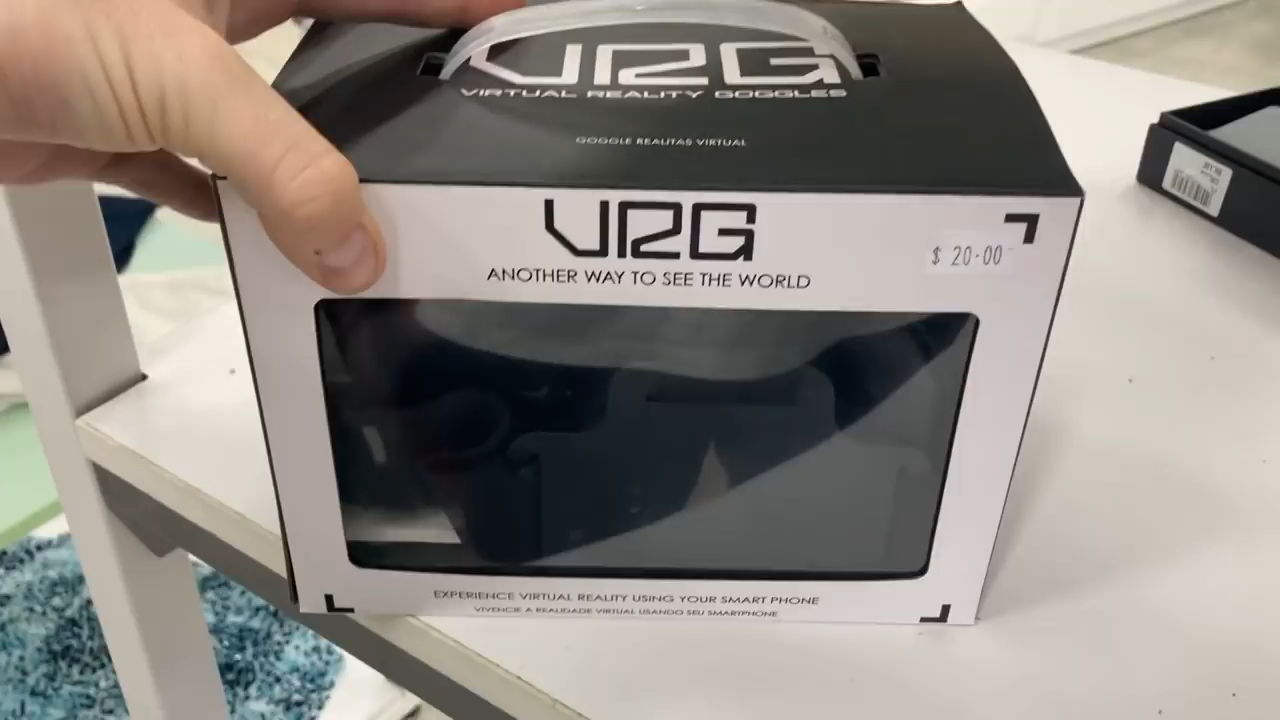 VRG
VIRTUAL REALITY GOGGLES
GOGGLE REALITAS VIRTUAL
VRG
$ 20.00
ANOTHER WAY TO SEE THE WORLD
EXPERIENCE VIRTUAL REALITY USING YOUR SMART PHONE
VIVENCIE A REALIDADE VIRTUAL USANDO SEU SMARTPHONE